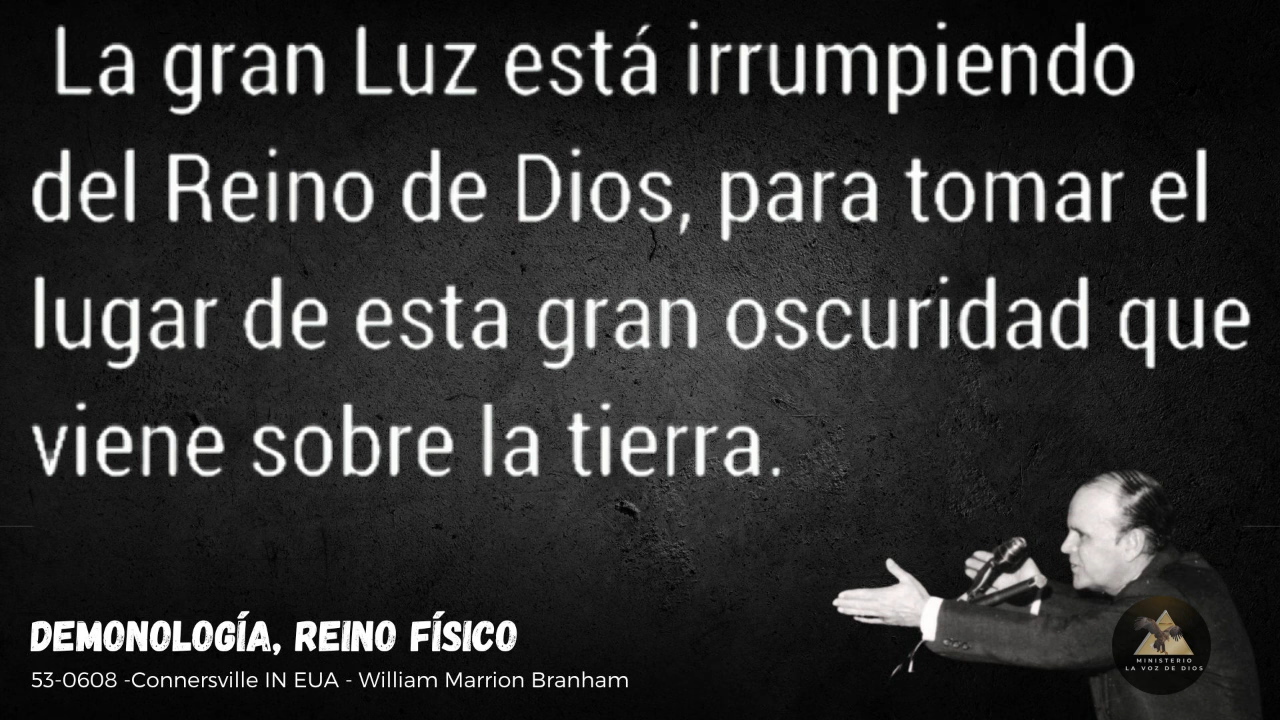 La gran Luz está irrumpiendo
del Reino de Dios, para tomar el
lugar de esta gran oscuridad que
viene sobre la tierra.
DEMONOLOGÍA, REINO FÍSICO
53-0608 -Connersville IN EUA - William Marrion Branham
MINISTERIO
LA VOZ DE DIOS